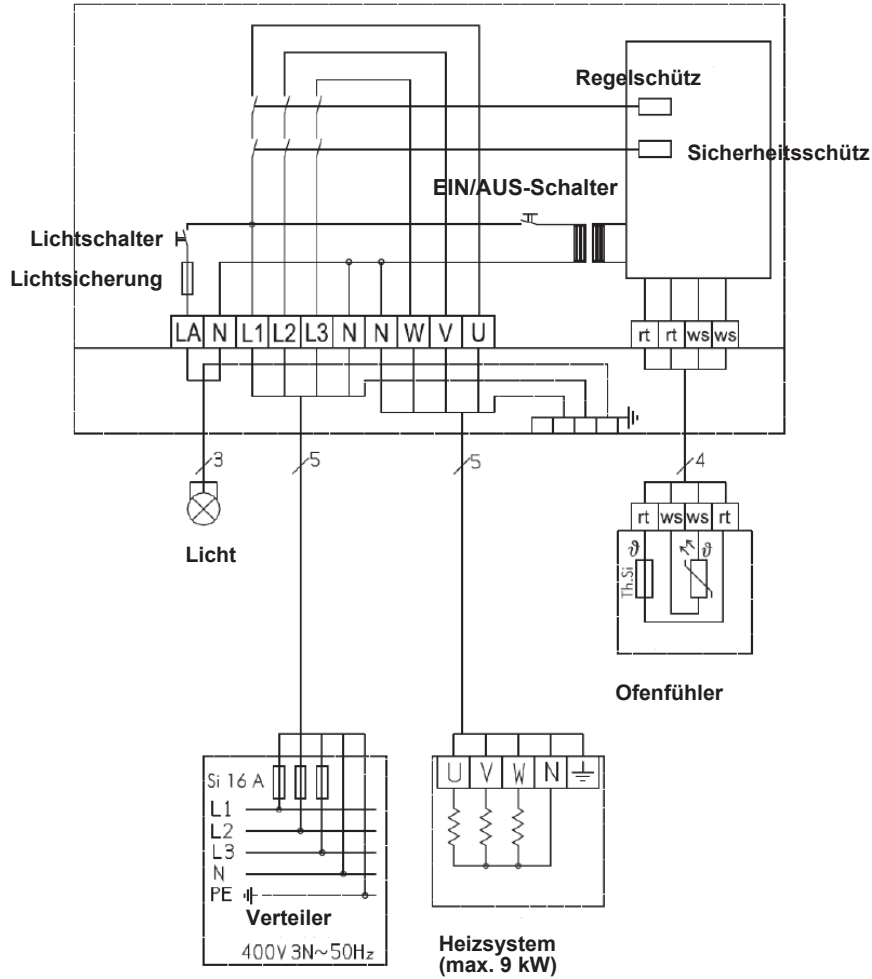 Regelschütz
Sicherheitsschütz
EIN/AUS-Schalter
Lichtschalter
Lichtsicherung
LA N L1 L2 L3 N N W V U
rt rt ws ws
3
5
5
4
rt ws ws rt
Licht
ϑ
ϑ
Th.Si
Ofenfühler
Si 16 A
U V W N
L1
L2
L3
N
PE
Verteiler
400V 3N~50Hz
Heizsystem
(max. 9 kW)